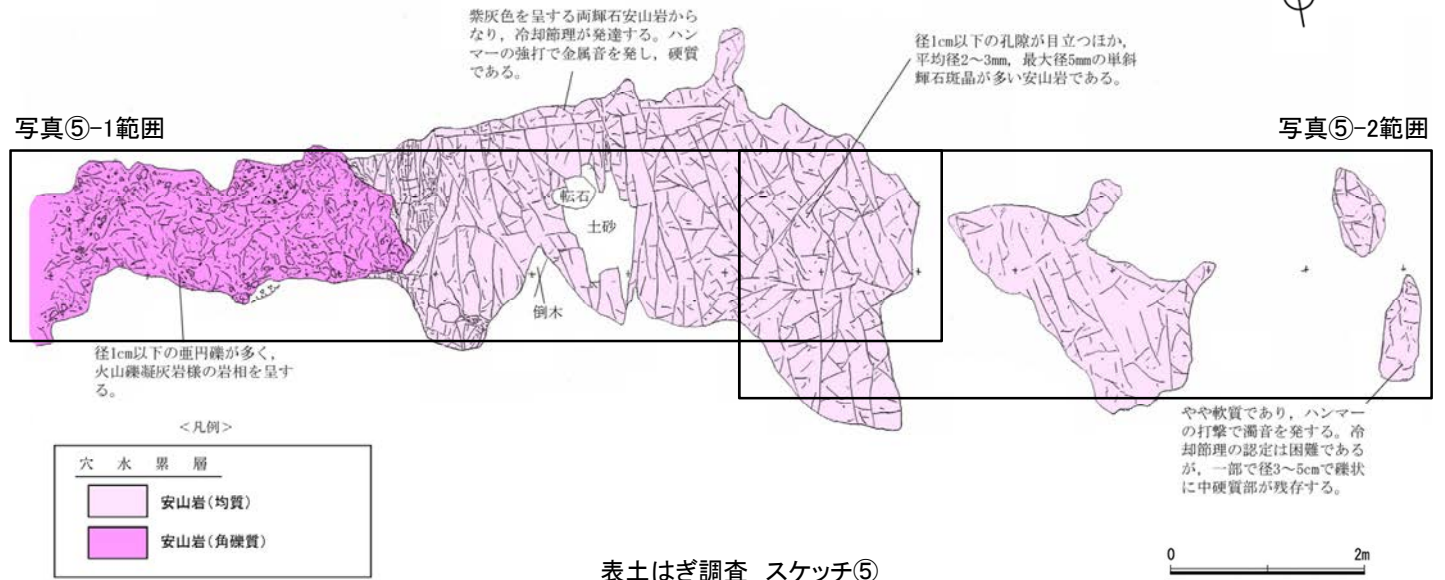 紫灰色を呈する両輝石安山岩から
なり，冷却節理が発達する。ハン
マーの強打で金属音を発し，硬質
である。
径1cm以下の孔隙が目立つほか，
平均径2～3mm，最大径5mmの単斜
輝石斑晶が多い安山岩である。
写真⑤-1範囲
写真⑤-2範囲
転石
土砂
倒木
径1cm以下の亜円礫が多く，
火山礫凝灰岩様の岩相を呈す
る。
やや軟質であり，ハンマー
の打撃で濁音を発する。冷
却節理の認定は困難である
が，一部で径3～5cmで礫状
に中硬質部が残存する。
＜凡例＞
穴水累層
安山岩(均質)
安山岩(角礫質)
0 2m
表土はぎ調査 スケッチ⑤